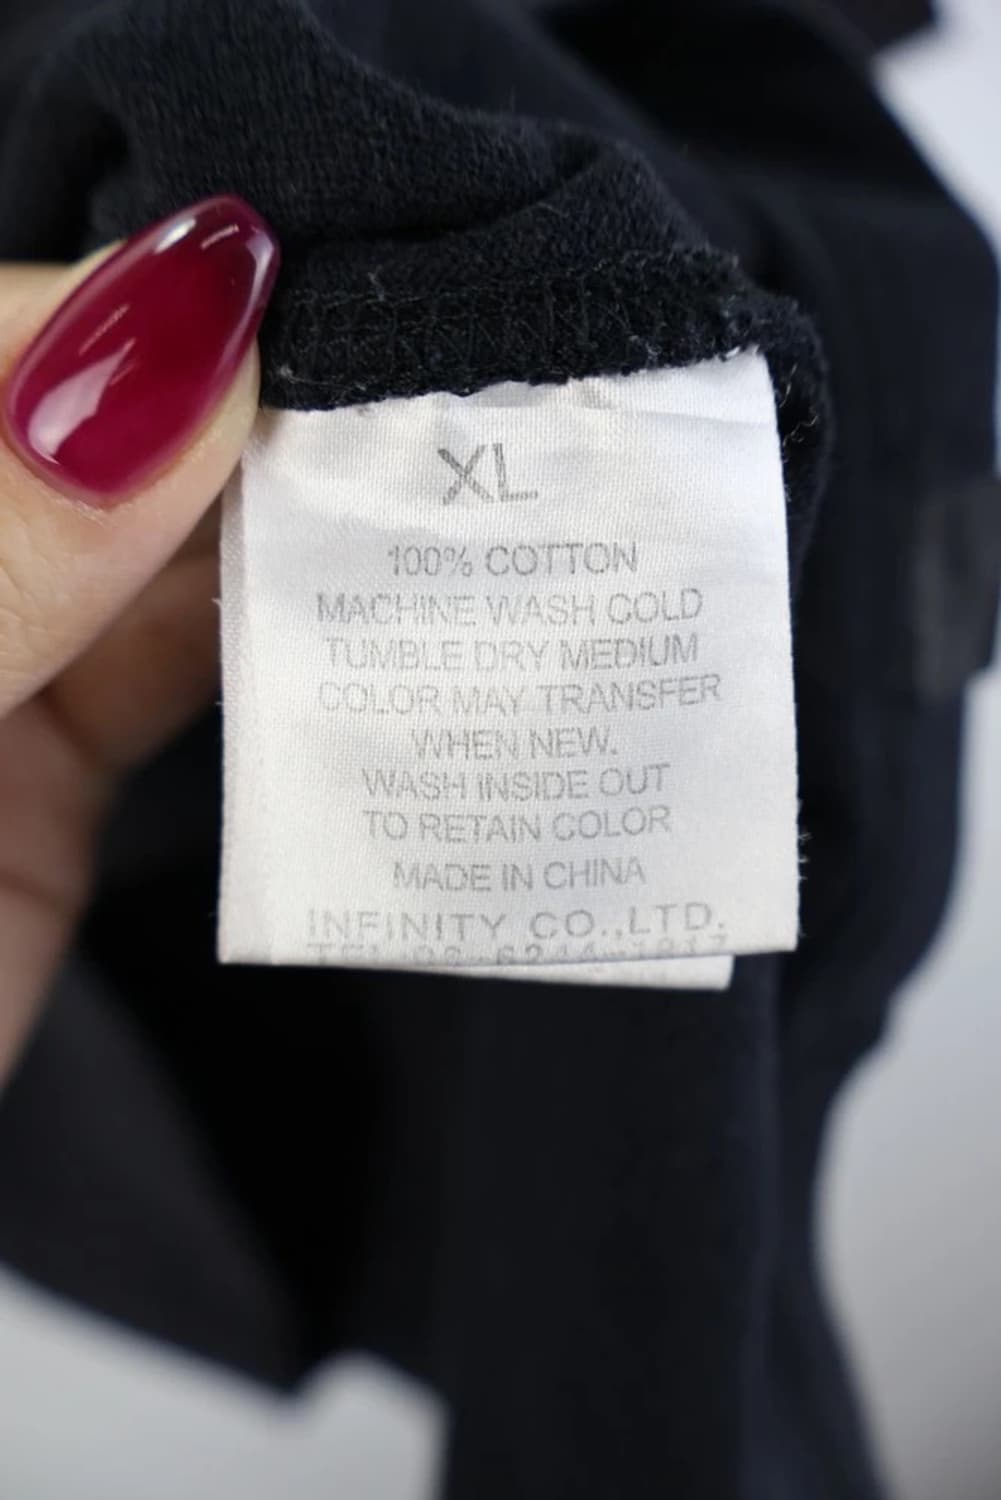 XL
100% COTTON
MACHINE WASH COLD
TUMBLE DRY MEDIUM
COLOR MAY TRANSFER
WHEN NEW.
WASH INSIDE OUT
TO RETAIN COLOR
MADE IN CHINA
INFINITY CO.,LTD.